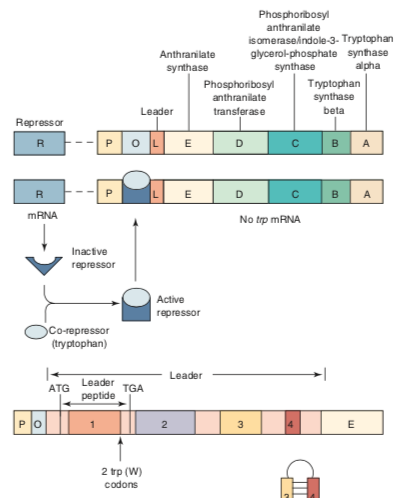 Phosphoribosyl
anthranilate
isomerase/indole-3-
glycerol-phosphate
synthase
Tryptophan
synthase
alpha
Anthranilate
synthase
Phosphoribosyl
anthranilate
transferase
Tryptophan
synthase
beta
Leader
Repressor
R P O L E D C B A
R P L E D C B A
mRNA
No trp mRNA
Inactive
repressor
Active
repressor
Co-repressor
(tryptophan)
Leader
ATG Leader TGA
peptide
P O 1 2 3 4 E
2 trp (W)
codons
3 4